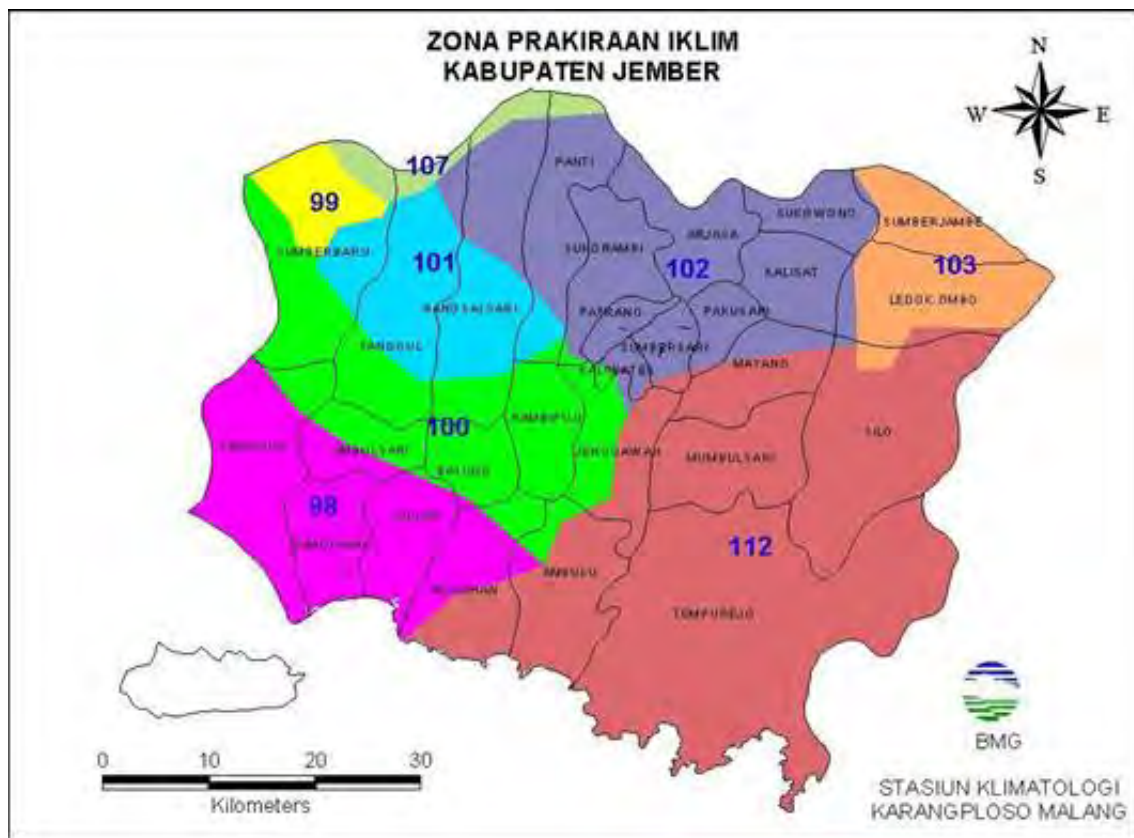 ZONA PRAKIRAAN IKLIM
KABUPATEN JEMBER
N
W E
S
107
PANTI
99
SUKOWONO
SUMBERJAMBE
SUMBERBARU
101
SUKORAMBI
ARJASA
102
KALISAT
103
LEDOKOMBO
PATRANG
PAKUSARI
TANGGUL
SUMBERSARI
MAYANG
KALIWATES
100
RAMBIPUJI
SILO
JENGGAWAH
MUMBULSARI
BALUNG
98
112
AMBULU
TEMPUREJO
0 10 20 30
Kilometers
BMG
STASIUN KLIMATOLOGI
KARANGPLOSO MALANG